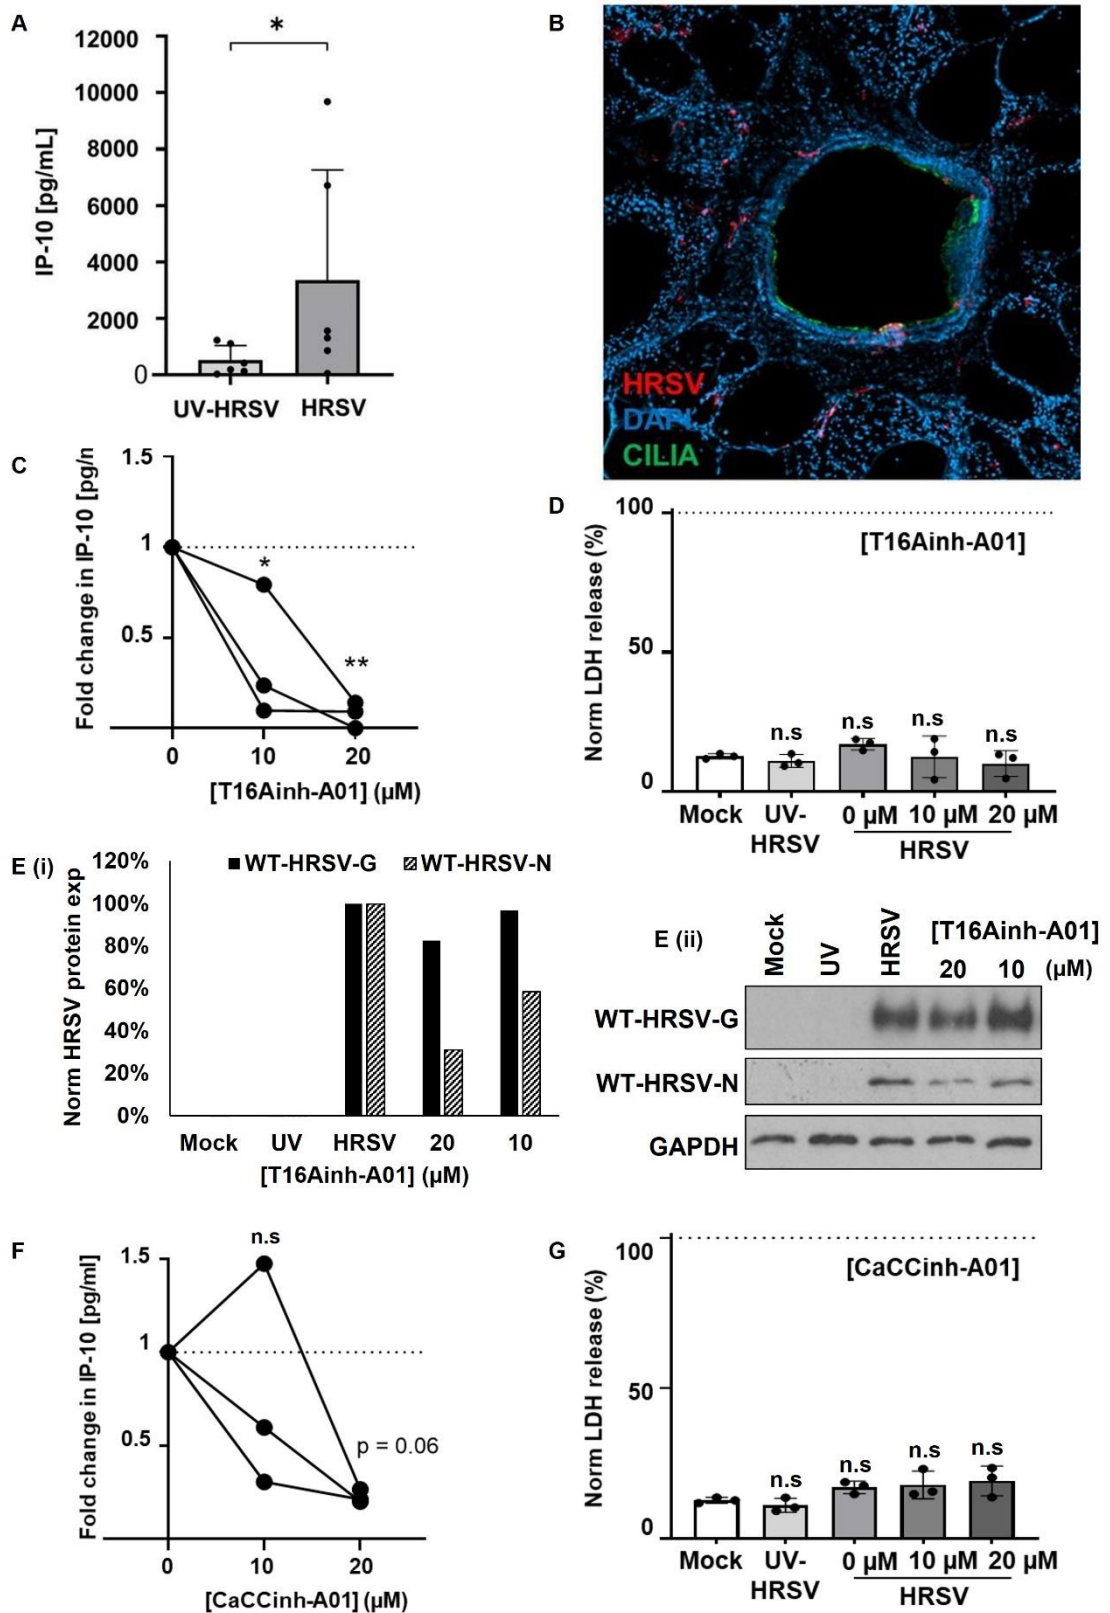 A
*
12000
10000
8000
6000
4000
2000
0
IP-10 [pg/mL]
UV-HRSV HRSV
B
HRSV
DAPI
CILIA
C
1.5
1
0.5
Fold change in IP-10 [pg/n
*
**
0 10 20
[T16Ainh-A01] (µM)
D
100
50
0
Norm LDH release (%)
[T16Ainh-A01]
n.s n.s n.s n.s
Mock UV-HRSV 0 µM 10 µM 20 µM
HRSV
E (i)
120%
100%
80%
60%
40%
20%
0%
Norm HRSV protein exp
WT-HRSV-G WT-HRSV-N
Mock UV HRSV 20 10
[T16Ainh-A01] (µM)
E (ii)
Mock UV HRSV [T16Ainh-A01]
20 10 (µM)
WT-HRSV-G
WT-HRSV-N
GAPDH
F
1.5
1
0.5
Fold change in IP-10 [pg/ml]
n.s
p = 0.06
0 10 20
[CaCCinh-A01] (µM)
G
100
50
0
Norm LDH release (%)
[CaCCinh-A01]
n.s n.s n.s n.s
Mock UV-HRSV 0 µM 10 µM 20 µM
HRSV